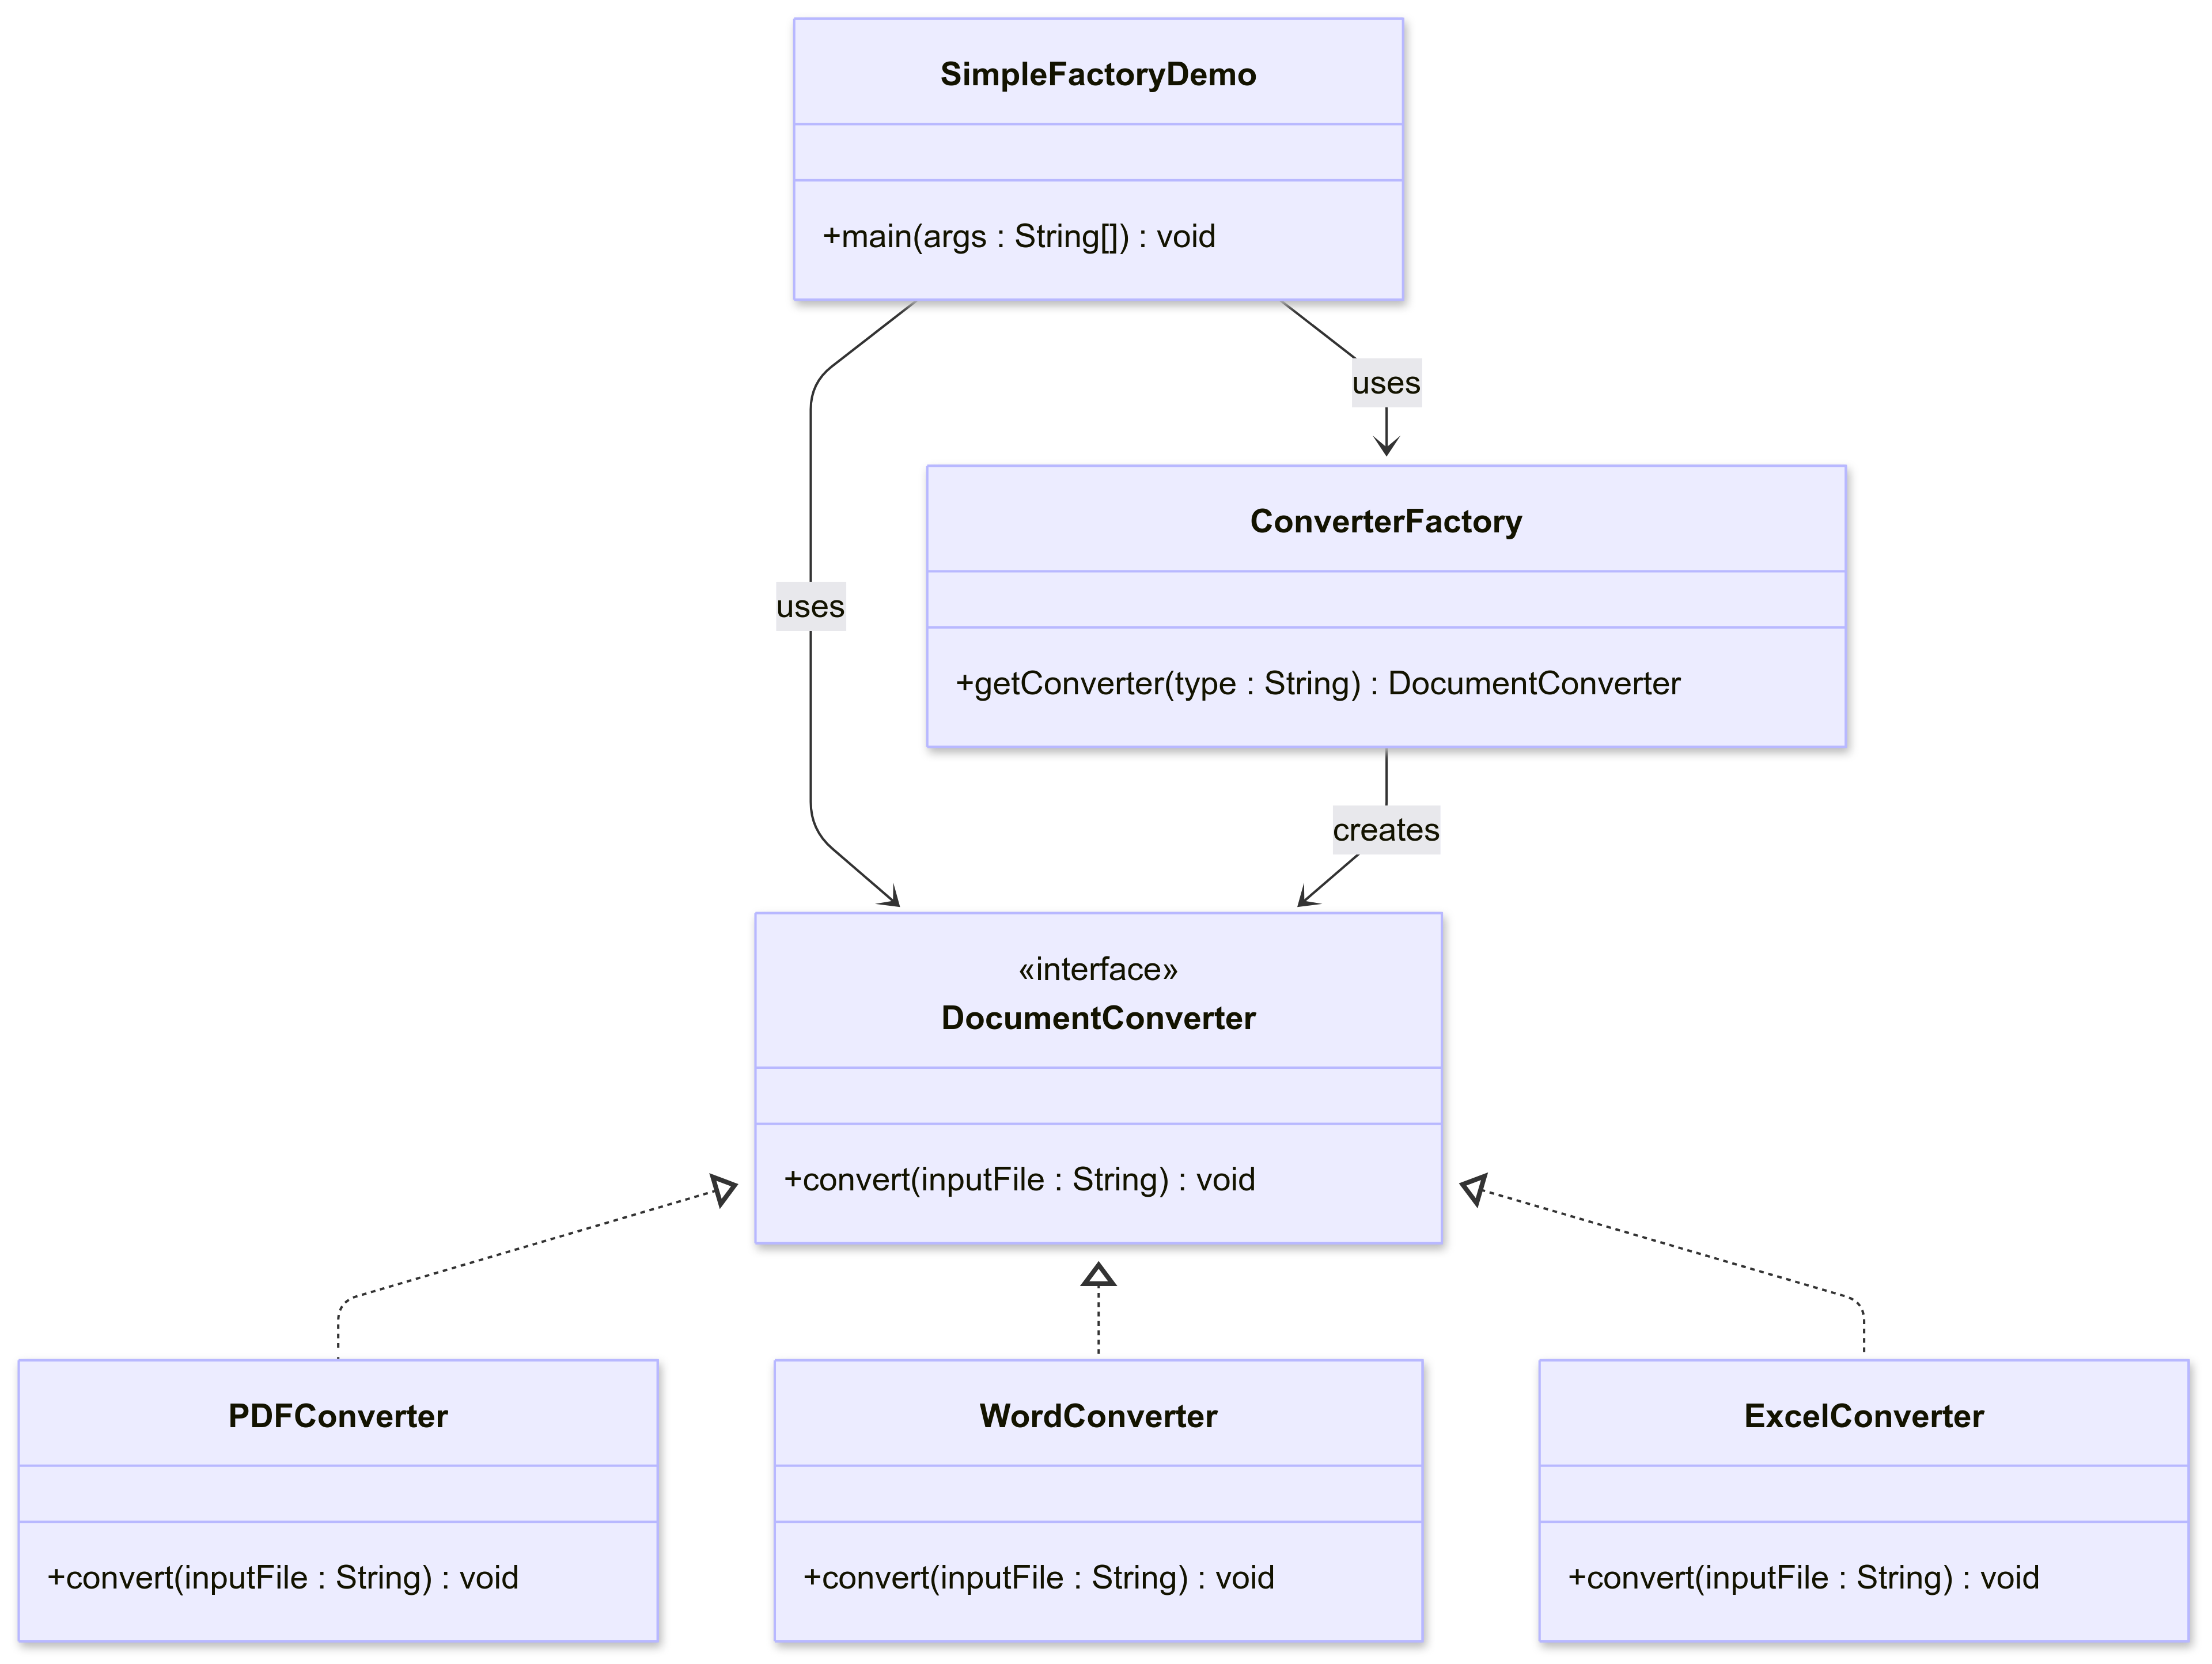 SimpleFactoryDemo
+main(args : String[]) : void
uses
ConverterFactory
uses
+getConverter(type : String) : DocumentConverter
creates
«interface»
DocumentConverter
+convert(inputFile : String) : void
PDFConverter
+convert(inputFile : String) : void
WordConverter
+convert(inputFile : String) : void
ExcelConverter
+convert(inputFile : String) : void